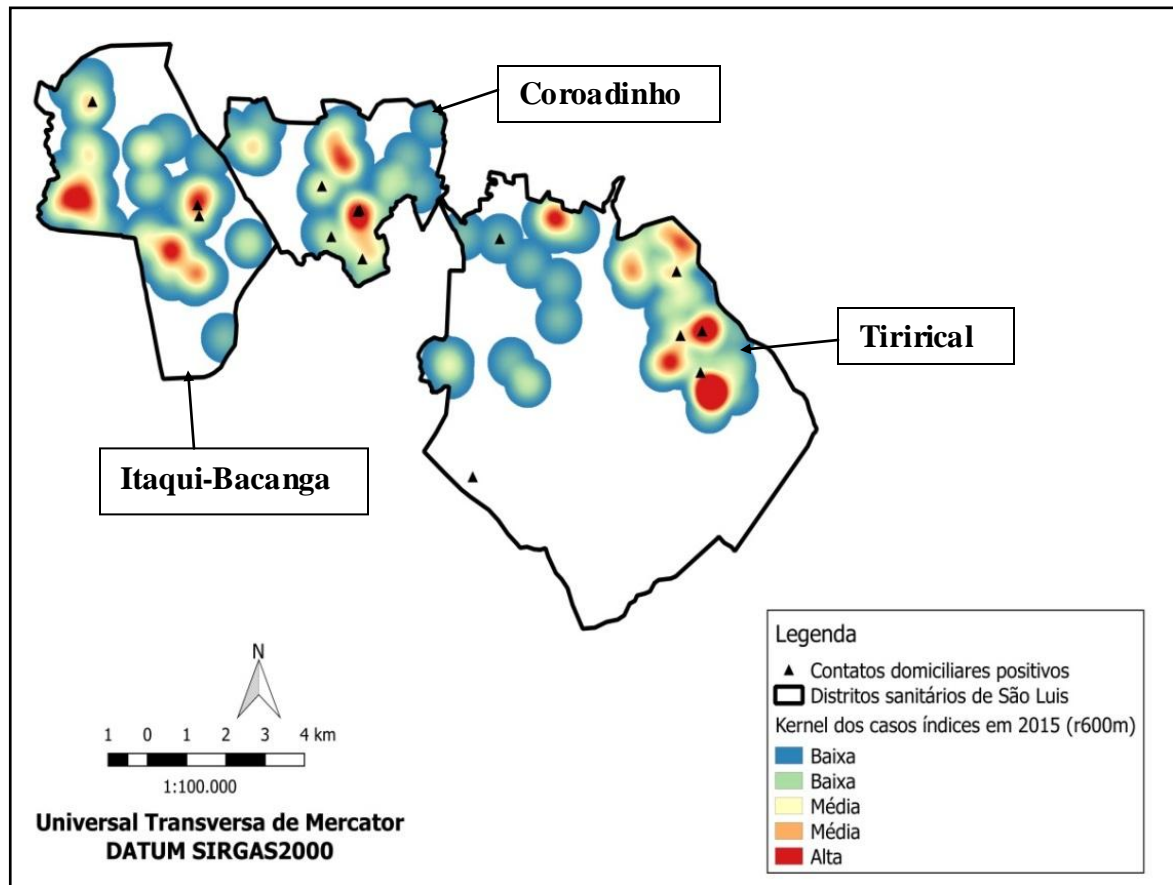 Coroadinho
Tirirical
Itaqui-Bacanga
N
1 0 1 2 3 4 km
1:100.000
Universal Transversa de Mercator
DATUM SIRGAS2000
Legenda
Contatos domiciliares positivos
Distritos sanitários de São Luis
Kernel dos casos índices em 2015 (r600m)
Baixa
Baixa
Média
Média
Alta